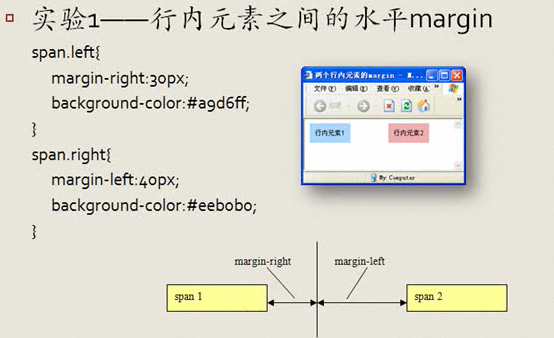 实验1——行内元素之间的水平margin
span.left{
margin-right:30px;
background-color:#a9d6ff;
}
span.right{
margin-left:40px;
background-color:#eeb0b0;
}
两个行内元素的margin - M...
文件(F) 编辑(E) 查看(V) 收藏(A) »
后退
行内元素1 行内元素2
My Computer
margin-right margin-left
span 1 span 2